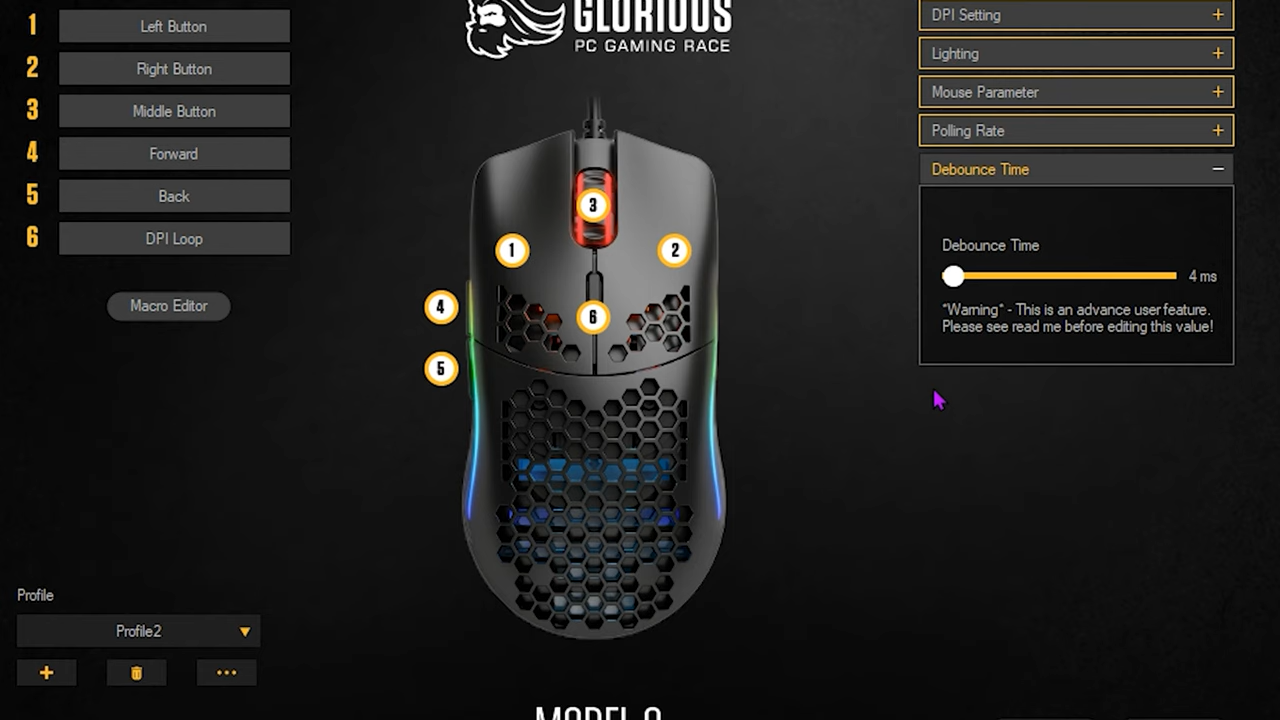 1 Left Button
2 Right Button
3 Middle Button
4 Forward
5 Back
6 DPI Loop
Macro Editor
Profile
Profile2
GLORIOUS
PC GAMING RACE
3
1
2
4
6
5
MODEL O
DPI Setting
Lighting
Mouse Parameter
Polling Rate
Debounce Time
Debounce Time
4 ms
*Warning* - This is an advance user feature.
Please see read me before editing this value!